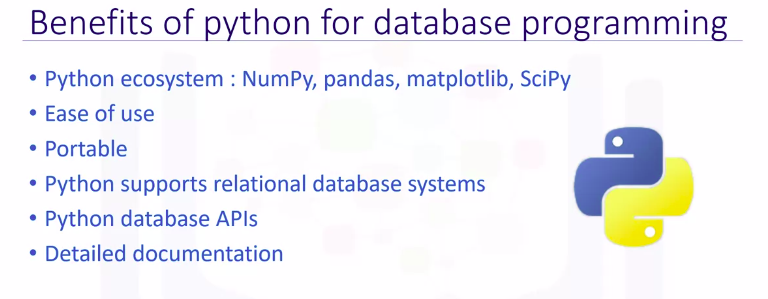 Benefits of python for database programming
• Python ecosystem : NumPy, pandas, matplotlib, SciPy
• Ease of use
• Portable
• Python supports relational database systems
• Python database APIs
• Detailed documentation